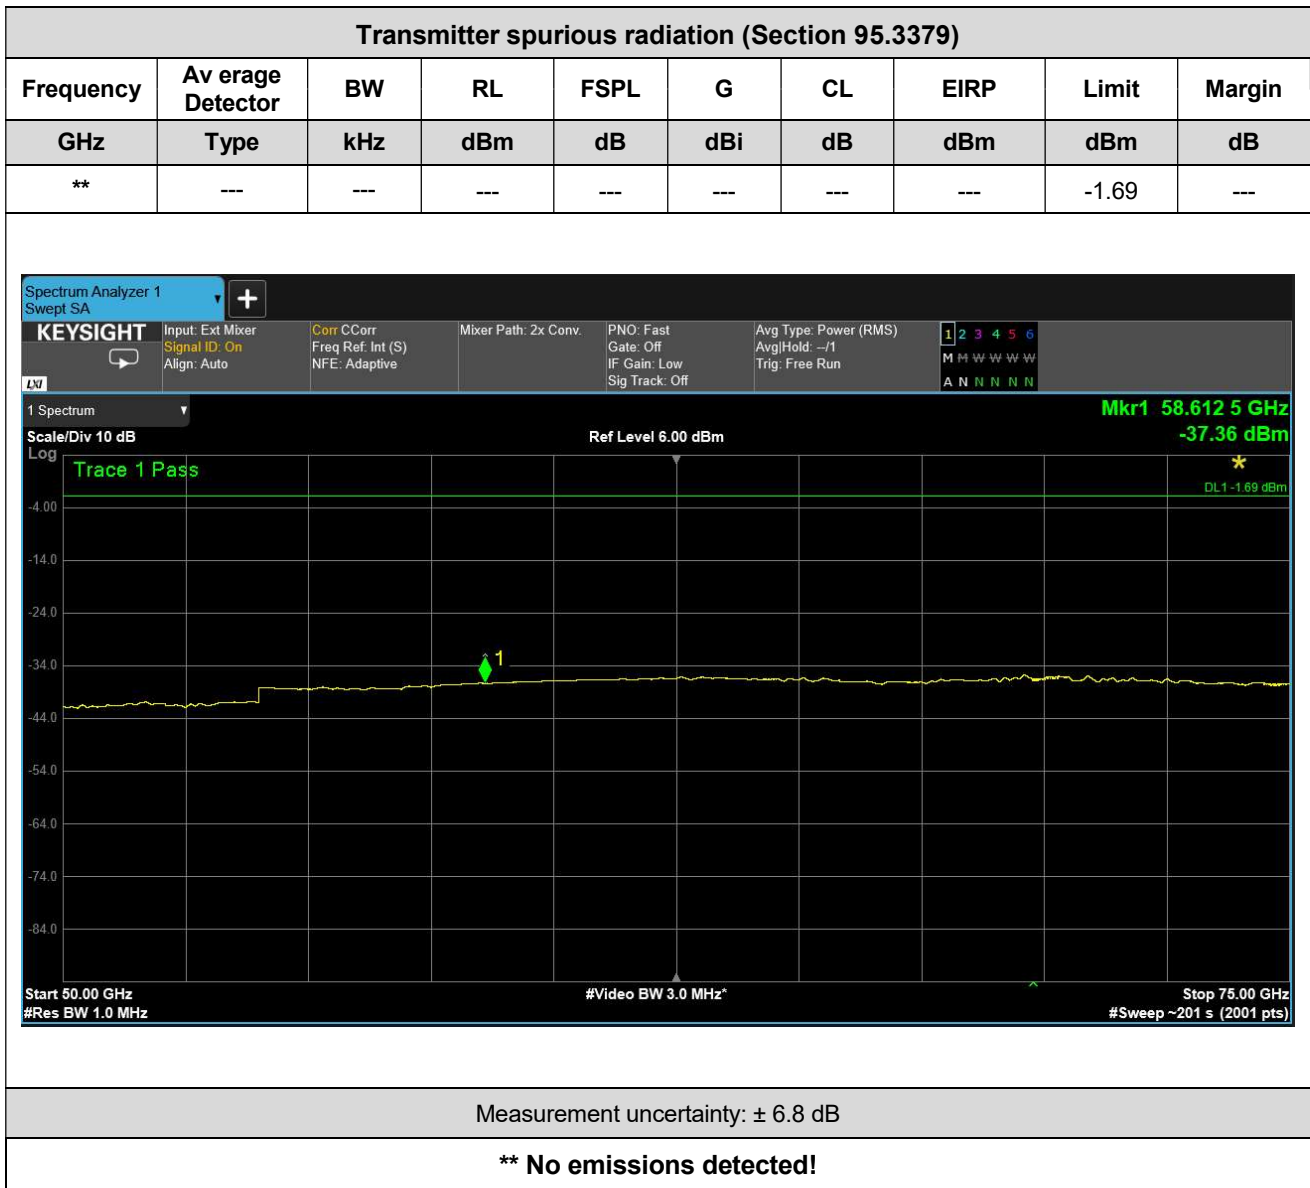 Transmitter spurious radiation (Section 95.3379)
Frequency Av erage Detector BW RL FSPL G CL EIRP Limit Margin
GHz Type kHz dBm dB dBi dB dBm dBm dB
** --- --- --- --- --- --- --- -1.69 ---
Spectrum Analyzer 1
Swept SA
+
KEYSIGHT Input: Ext Mixer Corr CCorr Mixer Path: 2x Conv. PNO: Fast Avg Type: Power (RMS) 1 2 3 4 5 6
Signal ID: On Freq Ref: Int (S) Gate: Off Avg|Hold: --/1 M M W W W W
Align: Auto NFE: Adaptive IF Gain: Low Trig: Free Run
LXI Sig Track: Off A N N N N N
1 Spectrum Mkr1 58.612 5 GHz
Scale/Div 10 dB Ref Level 6.00 dBm -37.36 dBm
Log
Trace 1 Pass *
DL1 -1.69 dBm
-4.00
-14.0
-24.0
-34.0
1
-44.0
-54.0
-64.0
-74.0
-84.0
Start 50.00 GHz #Video BW 3.0 MHz* Stop 75.00 GHz
#Res BW 1.0 MHz #Sweep ~201 s (2001 pts)
Measurement uncertainty: ± 6.8 dB
** No emissions detected!